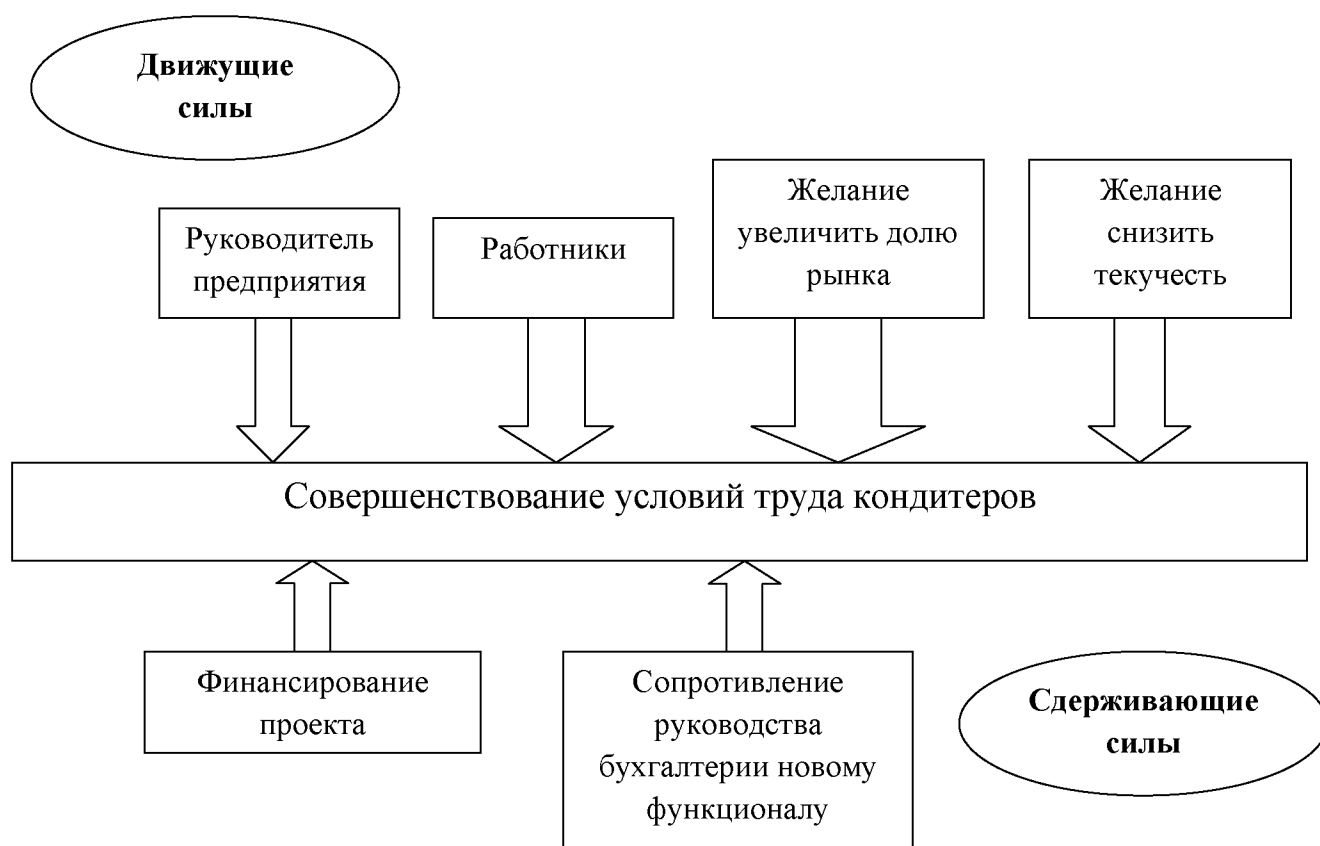 Движущие
силы
Руководитель
предприятия
Работники
Желание
увеличить долю
рынка
Желание
снизить
текучесть
Совершенствование условий труда кондитеров
Финансирование
проекта
Сопротивление
руководства
бухгалтерии новому
функционалу
Сдерживающие
силы